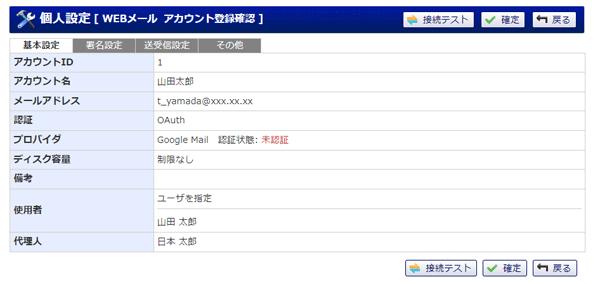 個人設定 [ WEBメール アカウント登録確認 ] 接続テスト 確定 戻る
基本設定 署名設定 送受信設定 その他
アカウントID 1
アカウント名 山田太郎
メールアドレス t_yamada@xxx.xx.xx
認証 OAuth
プロバイダ Google Mail 認証状態: 未認証
ディスク容量 制限なし
備考
使用者 ユーザを指定
山田 太郎
代理人 日本 太郎
接続テスト 確定 戻る